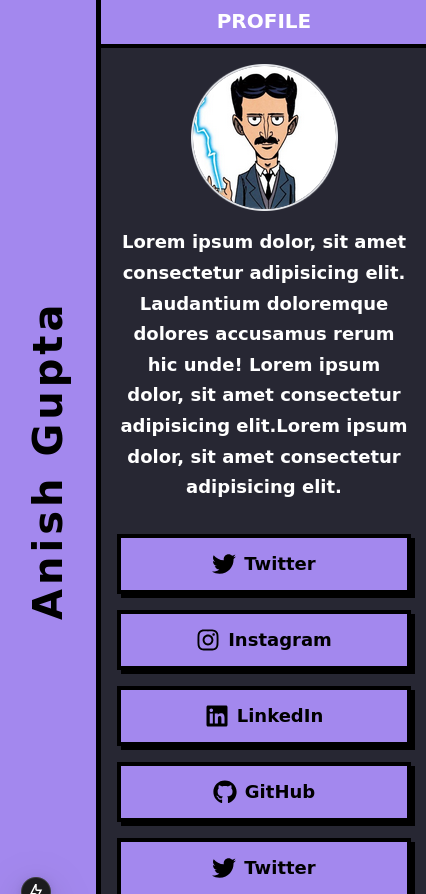 Anish Gupta
PROFILE
Lorem ipsum dolor, sit amet
consectetur adipisicing elit.
Laudantium doloremque
dolores accusamus rerum
hic unde! Lorem ipsum
dolor, sit amet consectetur
adipisicing elit.Lorem ipsum
dolor, sit amet consectetur
adipisicing elit.
Twitter
Instagram
LinkedIn
GitHub
Twitter